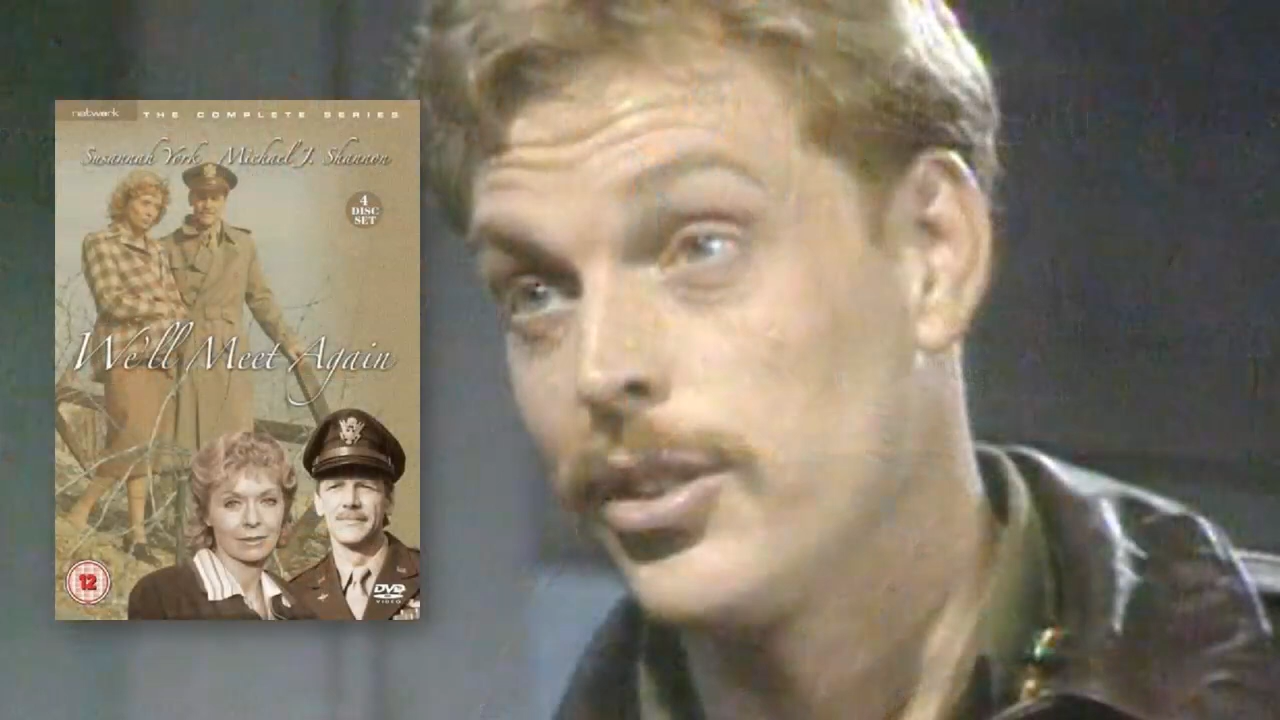 network THE COMPLETE SERIES
Susannah York Michael J. Shannon
4
DISC
SET
We'll Meet Again
12
DVD
VIDEO